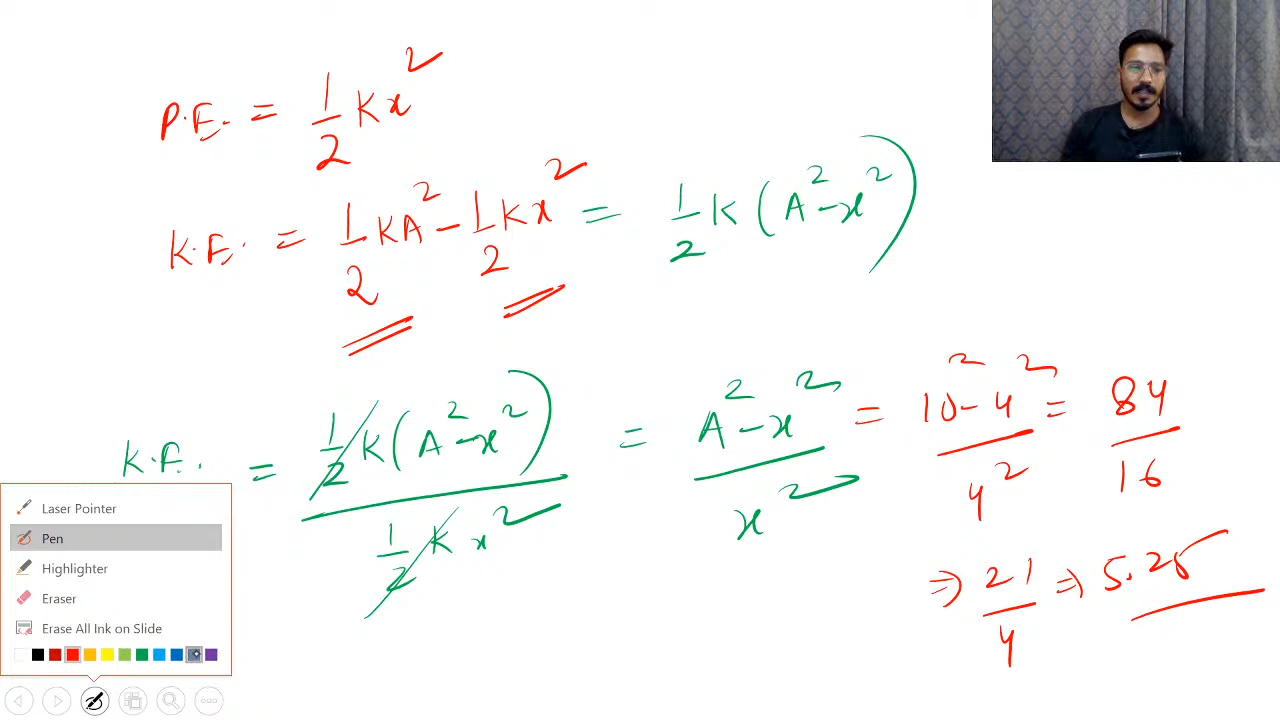 P.E. = 1/2 Kx²
K.E. = 1/2 KA² - 1/2 Kx² = 1/2 K(A²-x²)
K.E. = 1/2 K(A²-x²) / 1/2 Kx² = A²-x² / x² = 10²-4² / 4² = 84/16
⇒ 21/4 ⇒ 5.25
Laser Pointer
Pen
Highlighter
Eraser
Erase All Ink on Slide